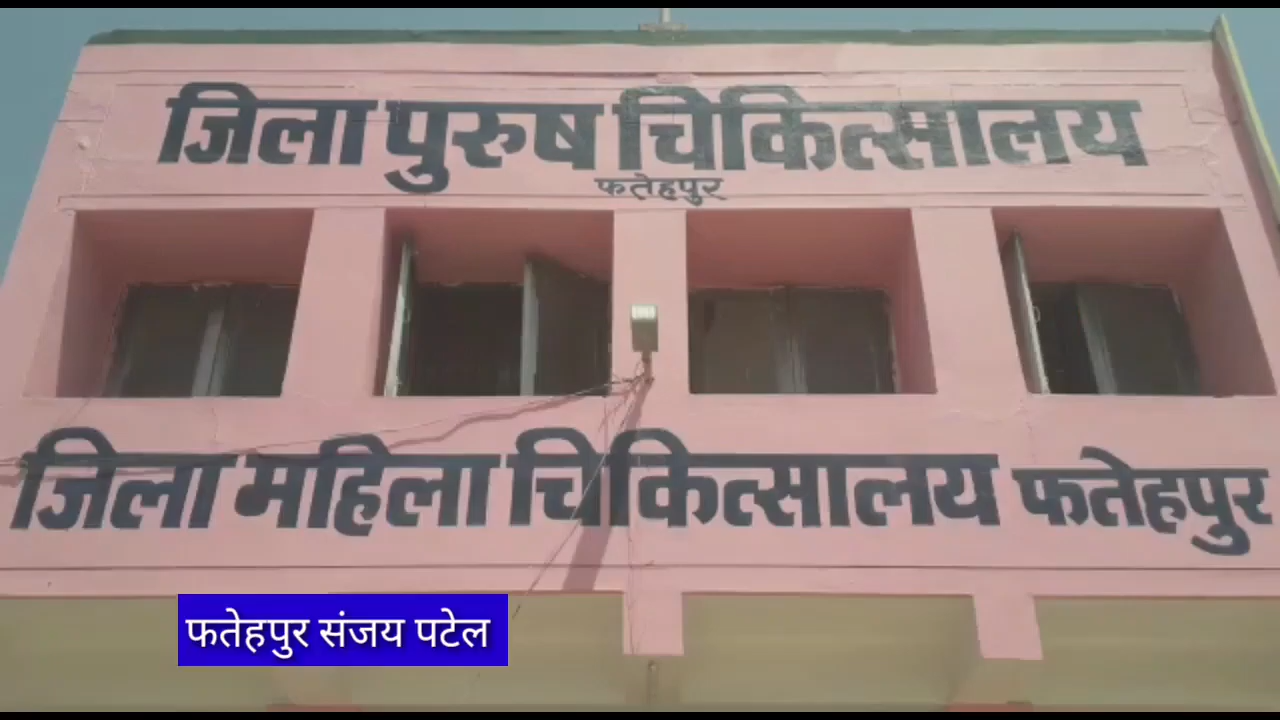 जिला पुरुष चिकित्सालय
फतेहपुर
जिला महिला चिकित्सालय फतेहपुर
फतेहपुर संजय पटेल